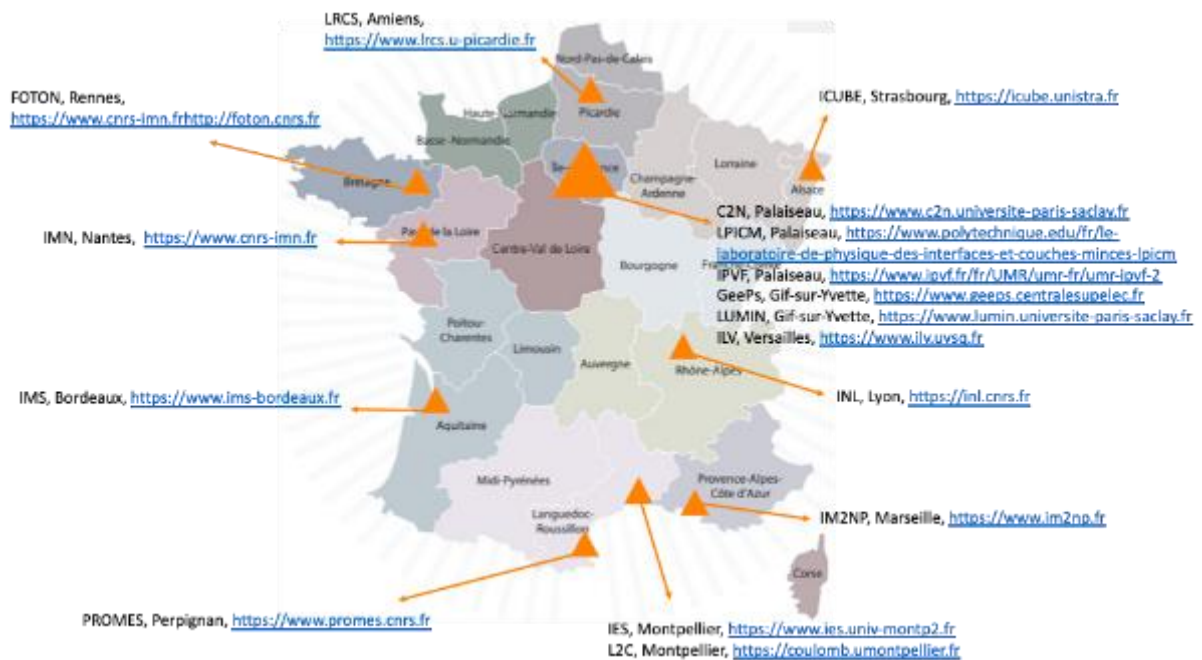 LRCS, Amiens,
https://www.lrcs.u-picardie.fr
Nord-Pas-de-Calais
FOTON, Rennes,
https://www.cnrs-imn.frhttp://foton.cnrs.fr
Haute-Normandie
Picardie
ICUBE, Strasbourg, https://icube.unistra.fr
Basse-Normandie
Lorraine
Champagne-
Ardenne
Alsace
Bretagne
C2N, Palaiseau, https://www.c2n.universite-paris-saclay.fr
LPICM, Palaiseau, https://www.polytechnique.edu/fr/le-
laboratoire-de-physique-des-interfaces-et-couches-minces-lpicm
IPVF, Palaiseau, https://www.ipvf.fr/fr/UMR/umr-fr/umr-ipvf-2
GeePs, Gif-sur-Yvette, https://www.geeps.centralesupelec.fr
LUMIN, Gif-sur-Yvette, https://www.lumin.universite-paris-saclay.fr
ILV, Versailles, https://www.ilv.uvsq.fr
IMN, Nantes, https://www.cnrs-imn.fr
de la Loire
Centre-Val de Loire
Bourgogne
Poitou-
Charentes
Limousin
Auvergne
Rhône-Alpes
IMS, Bordeaux, https://www.ims-bordeaux.fr
INL, Lyon, https://inl.cnrs.fr
Aquitaine
Midi-Pyrénées
Provence-Alpes-
Côte d'Azur
Languedoc-
Roussillon
IM2NP, Marseille, https://www.im2np.fr
Corse
PROMES, Perpignan, https://www.promes.cnrs.fr
IES, Montpellier, https://www.ies.univ-montp2.fr
L2C, Montpellier, https://coulomb.umontpellier.fr